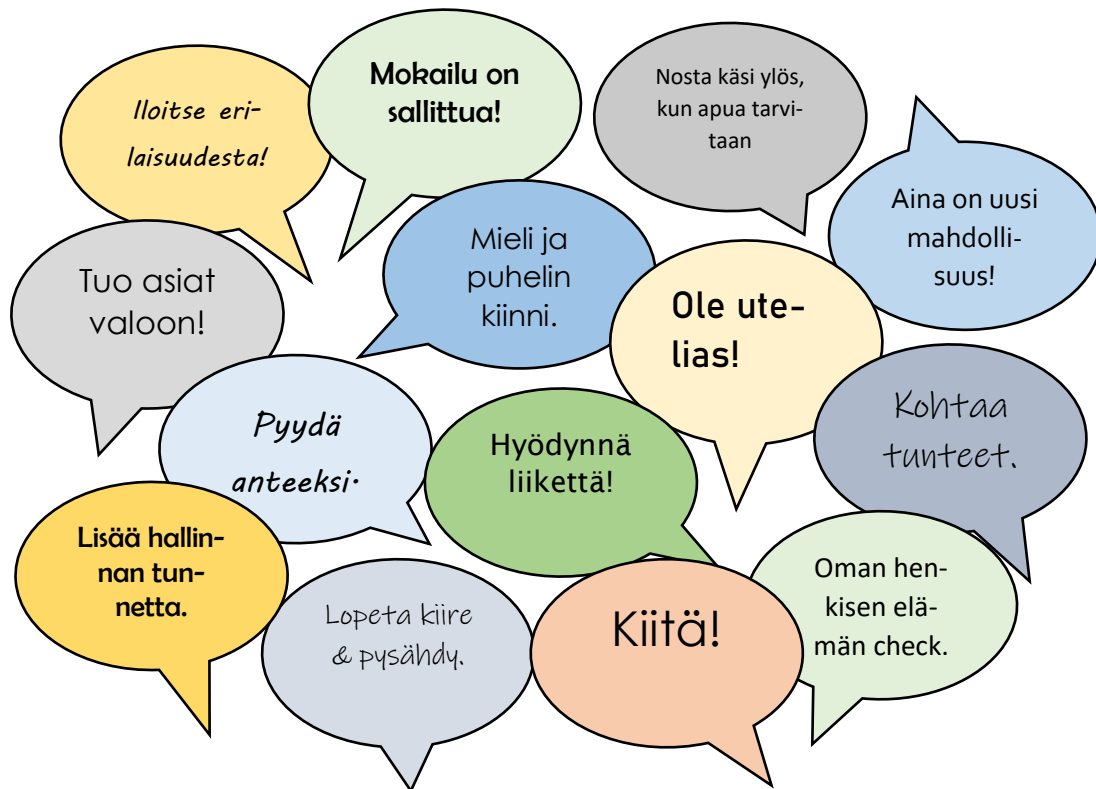 Iloitse eri-
laisuudesta!
Mokailu on
sallittua!
Nosta käsi ylös,
kun apua tarvi-
taan
Aina on uusi
mahdolli-
suus!
Tuo asiat
valoon!
Mieli ja
puhelin
kiinni.
Ole ute-
lias!
Pyydä
anteeksi.
Hyödynnä
liikettä!
Kohtaa
tunteet.
Lisää hallin-
nan tun-
netta.
Lopeta kiire
& pysähdy.
Kiitä!
Oman hen-
kisen elä-
män check.